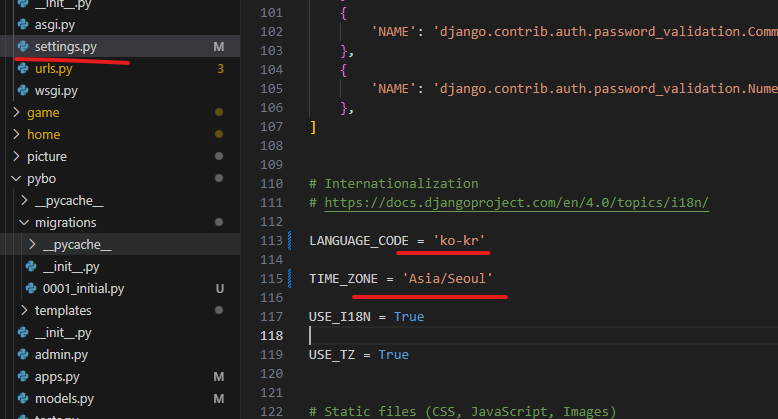 __init__.py
asgi.py
settings.py M
urls.py 3
wsgi.py
game
home
picture
pybo
__pycache__
migrations
__pycache__
__init__.py
0001_initial.py U
templates
__init__.py
admin.py
apps.py M
models.py M
101
102 {
'NAME': 'django.contrib.auth.password_validation.Comm
103 },
104 {
105 'NAME': 'django.contrib.auth.password_validation.Nume
106 },
107 ]
108
109
110 # Internationalization
111 # https://docs.djangoproject.com/en/4.0/topics/i18n/
112
113 LANGUAGE_CODE = 'ko-kr'
114
115 TIME_ZONE = 'Asia/Seoul'
116
117 USE_I18N = True
118
119 USE_TZ = True
120
121
122 # Static files (CSS, JavaScript, Images)